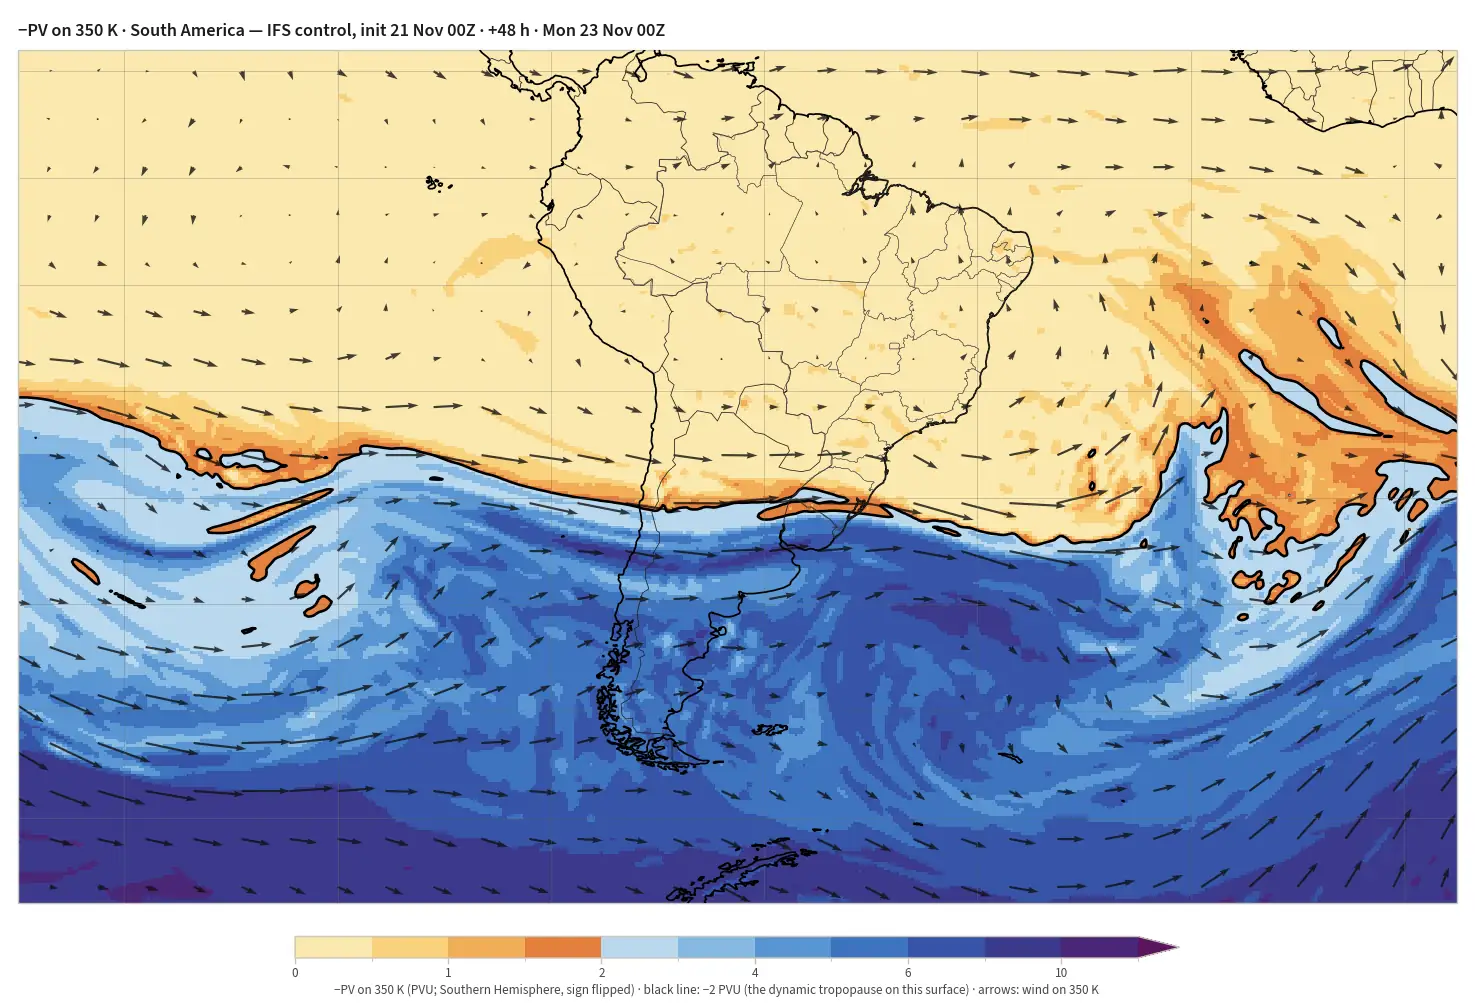 −PV on 350 K · South America — IFS control, init 21 Nov 00Z · +48 h · Mon 23 Nov 00Z
0 1 2 4 6 10
−PV on 350 K (PVU; Southern Hemisphere, sign flipped) · black line: −2 PVU (the dynamic tropopause on this surface) · arrows: wind on 350 K